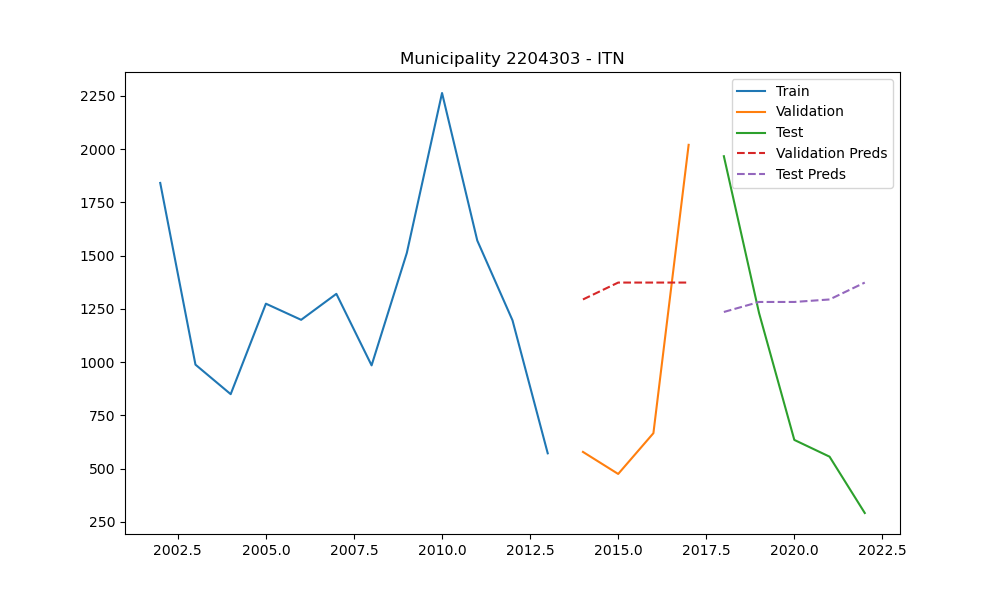 Municipality 2204303 - ITN
Train
Validation
Test
Validation Preds
Test Preds
2250
2000
1750
1500
1250
1000
750
500
250
2002.5 2005.0 2007.5 2010.0 2012.5 2015.0 2017.5 2020.0 2022.5